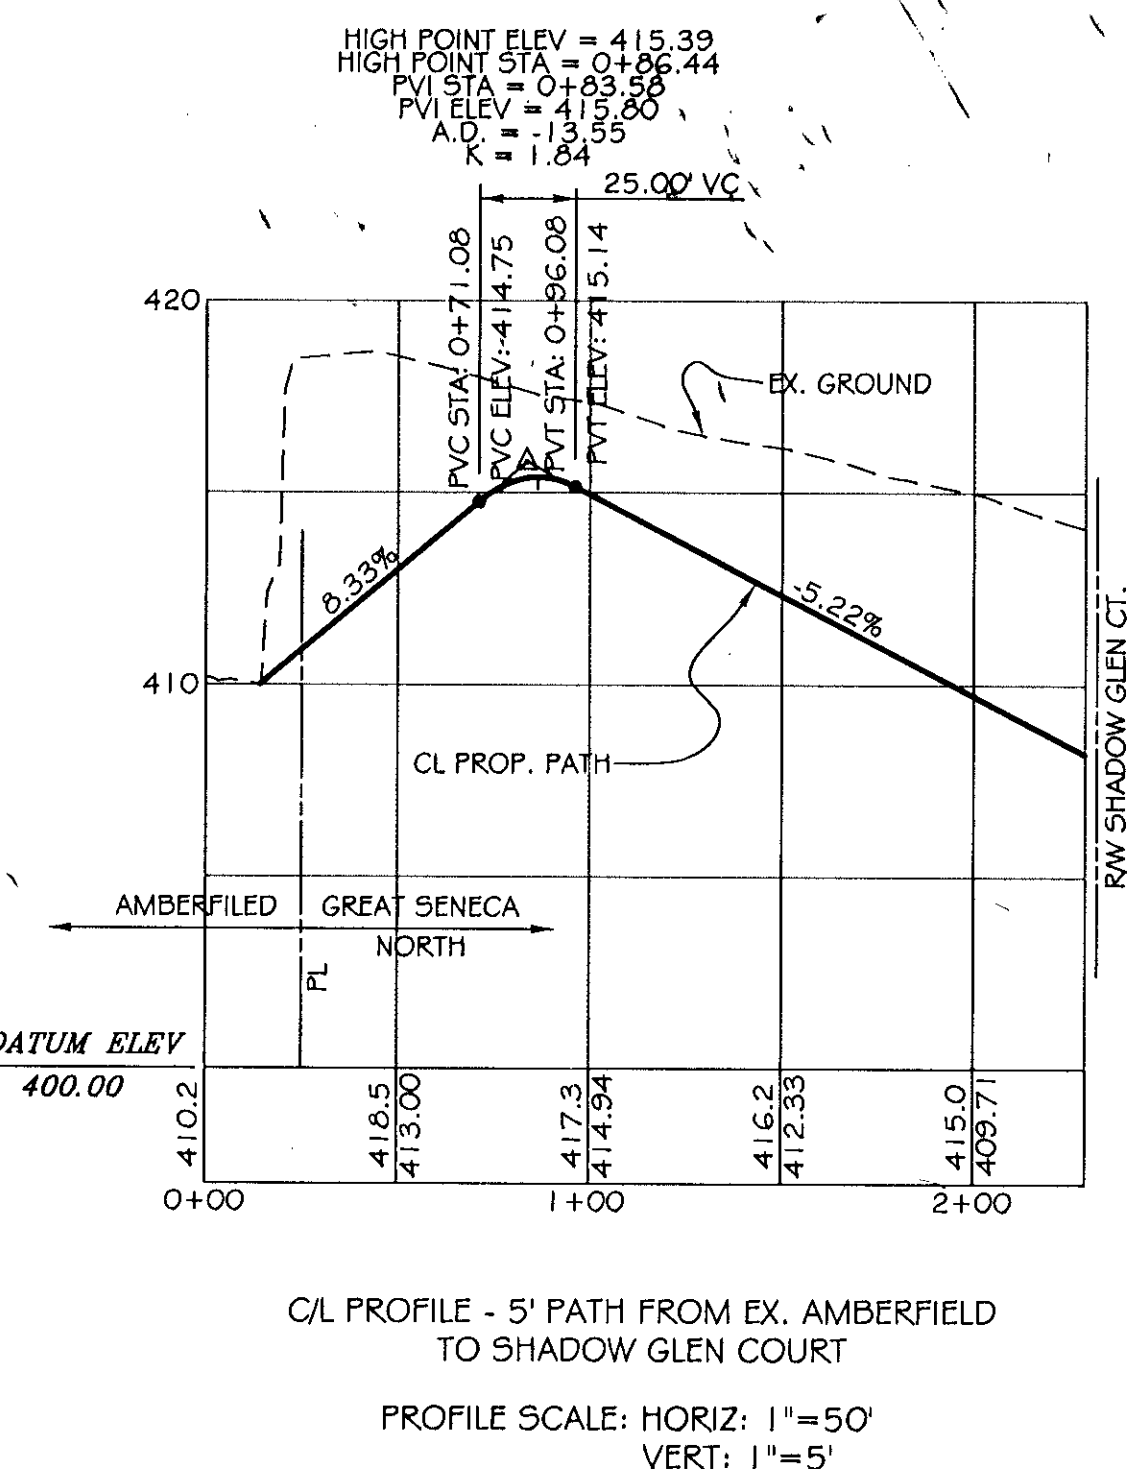 HIGH POINT ELEV = 415.39
HIGH POINT STA = 0+86.44
PVI STA = 0+83.58
PVI ELEV = 415.80
A.D. = -13.55
K = 1.84
25.00' VC
PVC STA: 0+71.08
PVC ELEV: 414.75
PVT STA: 0+96.08
PVT ELEV: 415.14
420
EX. GROUND
8.33%
-5.22%
410
CL PROP. PATH
R/W SHADOW GLEN CT.
AMBERFILED
GREAT SENECA
NORTH
PL
DATUM ELEV
400.00
410.2
418.5
413.00
417.3
414.94
416.2
412.33
415.0
409.71
0+00
1+00
2+00
C/L PROFILE - 5' PATH FROM EX. AMBERFIELD
TO SHADOW GLEN COURT
PROFILE SCALE: HORIZ: 1"=50'
VERT: 1"=5'